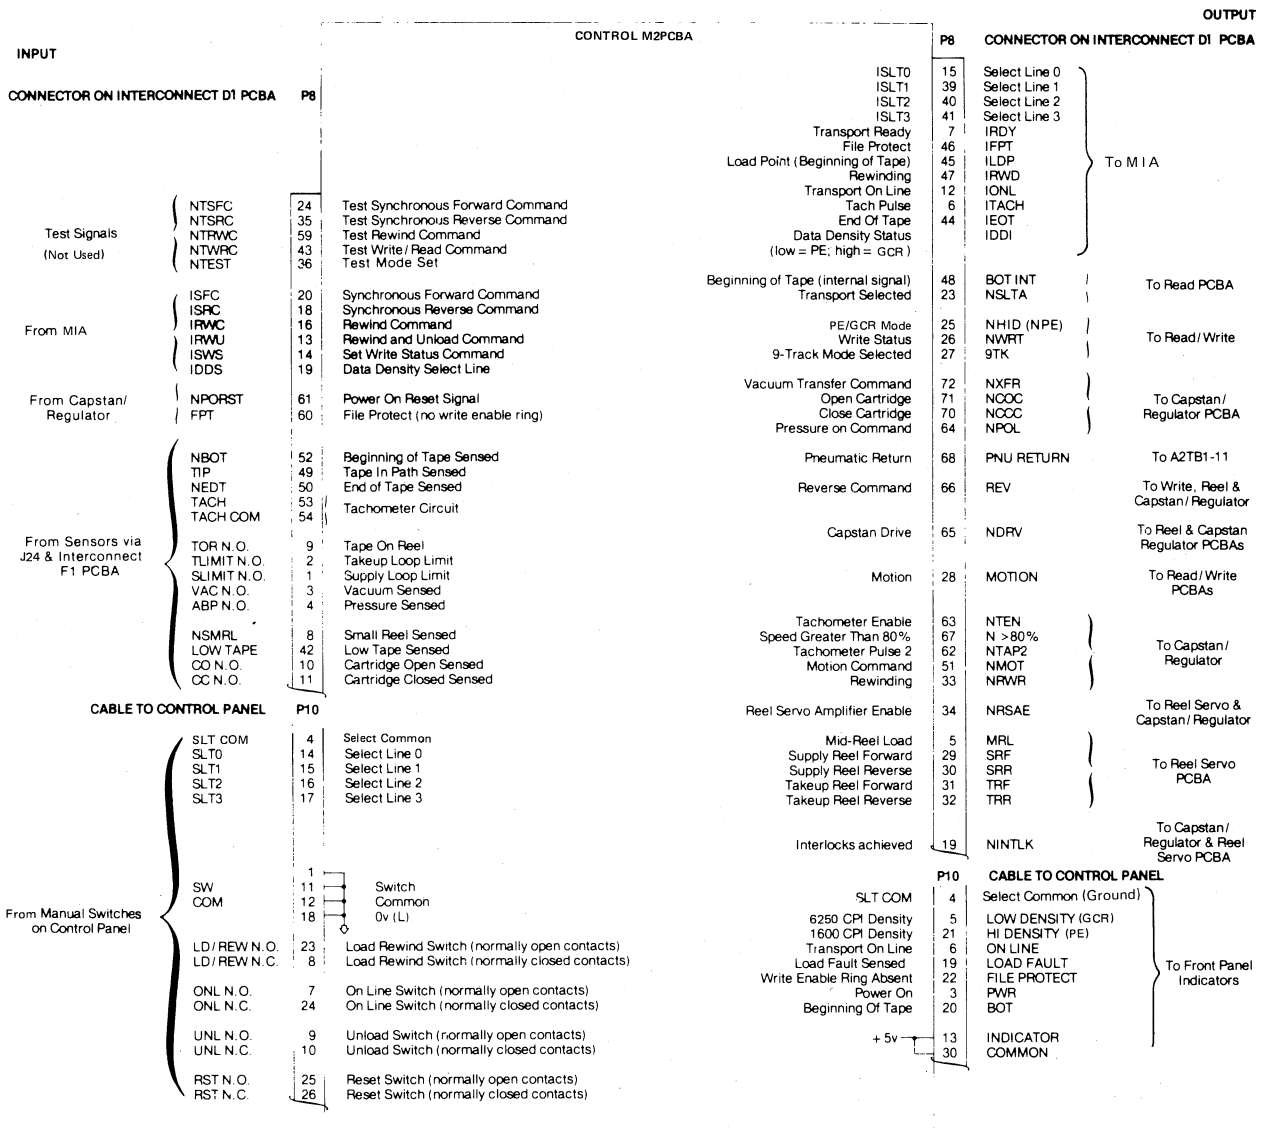 OUTPUT
CONTROL M2PCBA
P8 CONNECTOR ON INTERCONNECT D1 PCBA
INPUT
CONNECTOR ON INTERCONNECT D1 PCBA P8
Test Signals
(Not Used)
NTSFC 24 Test Synchronous Forward Command
NTSRC 35 Test Synchronous Reverse Command
NTRWC 59 Test Rewind Command
NTWRC 43 Test Write/Read Command
NTEST 36 Test Mode Set
From MIA
ISFC 20 Synchronous Forward Command
ISRC 18 Synchronous Reverse Command
IRWC 16 Rewind Command
IRWU 13 Rewind and Unload Command
ISWS 14 Set Write Status Command
IDDS 19 Data Density Select Line
From Capstan/
Regulator
NPORST 61 Power On Reset Signal
FPT 60 File Protect (no write enable ring)
From Sensors via
J24 & Interconnect
F1 PCBA
NBOT 52 Beginning of Tape Sensed
TIP 49 Tape In Path Sensed
NEDT 50 End of Tape Sensed
TACH 53
TACH COM 54
Tachometer Circuit
TOR N.O. 9 Tape On Reel
TLIMIT N.O. 2 Takeup Loop Limit
SLIMIT N.O. 1 Supply Loop Limit
VAC N.O. 3 Vacuum Sensed
ABP N.O. 4 Pressure Sensed
NSMRL 8 Small Reel Sensed
LOW TAPE 42 Low Tape Sensed
CO N.O. 10 Cartridge Open Sensed
CC N.O. 11 Cartridge Closed Sensed
CABLE TO CONTROL PANEL P10
From Manual Switches
on Control Panel
SLT COM 4 Select Common
SLT0 14 Select Line 0
SLT1 15 Select Line 1
SLT2 16 Select Line 2
SLT3 17 Select Line 3
1
SW 11 Switch
COM 12 Common
18 0v (L)
LD/REW N.O. 23 Load Rewind Switch (normally open contacts)
LD/REW N.C. 8 Load Rewind Switch (normally closed contacts)
ONL N.O. 7 On Line Switch (normally open contacts)
ONL N.C. 24 On Line Switch (normally closed contacts)
UNL N.O. 9 Unload Switch (normally open contacts)
UNL N.C. 10 Unload Switch (normally closed contacts)
RST N.O. 25 Reset Switch (normally open contacts)
RST N.C. 26 Reset Switch (normally closed contacts)
ISLT0 15 Select Line 0
ISLT1 39 Select Line 1
ISLT2 40 Select Line 2
ISLT3 41 Select Line 3
Transport Ready 7 IRDY
File Protect 46 IFPT
Load Point (Beginning of Tape) 45 ILDP
Rewinding 47 IRWD
Transport On Line 12 IONL
Tach Pulse 6 ITACH
End Of Tape 44 IEOT
Data Density Status IDDI
(low = PE; high = GCR)
To MIA
Beginning of Tape (internal signal) 48 BOT INT
Transport Selected 23 NSLTA
To Read PCBA
PE/GCR Mode 25 NHID (NPE)
Write Status 26 NWRT
9-Track Mode Selected 27 9TK
To Read/Write
Vacuum Transfer Command 72 NXFR
Open Cartridge 71 NCOC
Close Cartridge 70 NCCC
Pressure on Command 64 NPOL
To Capstan/
Regulator PCBA
Pneumatic Return 68 PNU RETURN To A2TB1-11
Reverse Command 66 REV
To Write, Reel &
Capstan/Regulator
Capstan Drive 65 NDRV
To Reel & Capstan
Regulator PCBAs
Motion 28 MOTION
To Read/Write
PCBAs
Tachometer Enable 63 NTEN
Speed Greater Than 80% 67 N >80%
Tachometer Pulse 2 62 NTAP2
Motion Command 51 NMOT
Rewinding 33 NRWR
To Capstan/
Regulator
Reel Servo Amplifier Enable 34 NRSAE
To Reel Servo &
Capstan/Regulator
Mid-Reel Load 5 MRL
Supply Reel Forward 29 SRF
Supply Reel Reverse 30 SRR
Takeup Reel Forward 31 TRF
Takeup Reel Reverse 32 TRR
To Reel Servo
PCBA
Interlocks achieved 19 NINTLK
To Capstan/
Regulator & Reel
Servo PCBA
P10 CABLE TO CONTROL PANEL
SLT COM 4 Select Common (Ground)
6250 CPI Density 5 LOW DENSITY (GCR)
1600 CPI Density 21 HI DENSITY (PE)
Transport On Line 6 ON LINE
Load Fault Sensed 19 LOAD FAULT
Write Enable Ring Absent 22 FILE PROTECT
Power On 3 PWR
Beginning Of Tape 20 BOT
+ 5v 13 INDICATOR
30 COMMON
To Front Panel
Indicators